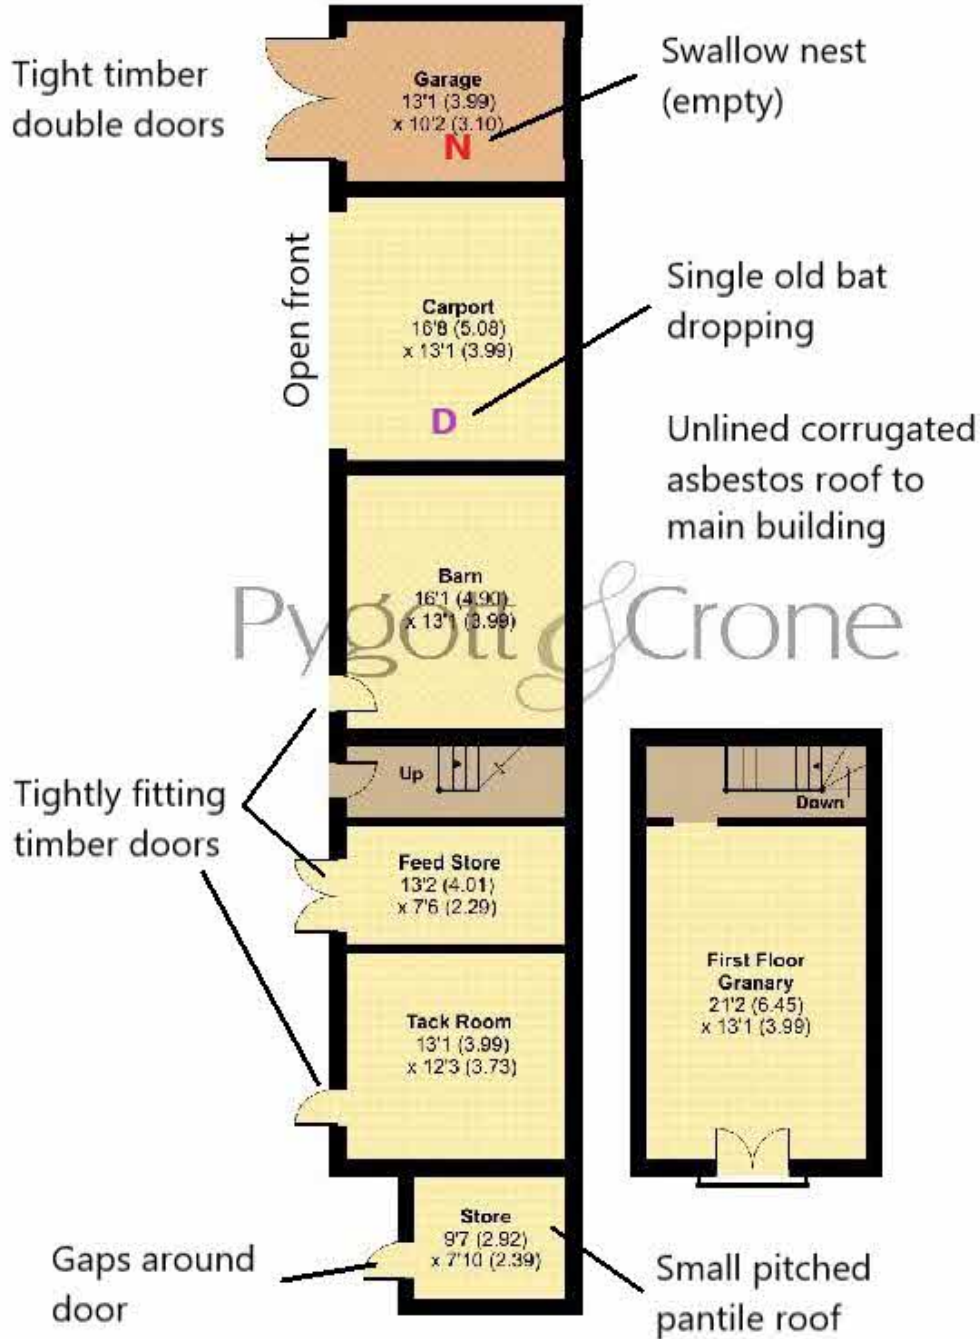 Tight timber
double doors
Garage
13'1 (3.99)
x 10'2 (3.10)
N
Swallow nest
(empty)
Open front
Carport
16'8 (5.08)
x 13'1 (3.99)
D
Single old bat
dropping
Unlined corrugated
asbestos roof to
main building
Barn
16'1 (4.90)
x 13'1 (3.99)
Pygott & Crone
Up
Down
Tightly fitting
timber doors
Feed Store
13'2 (4.01)
x 7'6 (2.29)
First Floor
Granary
21'2 (6.45)
x 13'1 (3.99)
Tack Room
13'1 (3.99)
x 12'3 (3.73)
Store
9'7 (2.92)
x 7'10 (2.39)
Gaps around
door
Small pitched
pantile roof